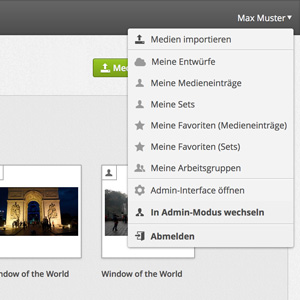 Max Muster
Medien importieren
Meine Entwürfe
Meine Medieneinträge
Meine Sets
Meine Favoriten (Medieneinträge)
Meine Favoriten (Sets)
Meine Arbeitsgruppen
Admin-Interface öffnen
In Admin-Modus wechseln
Abmelden
ndow of the World
Window of the World